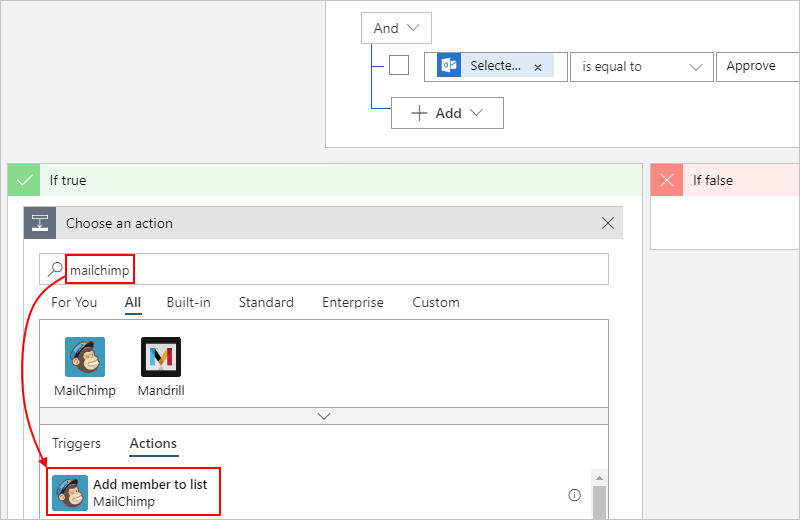 And
Selecte... × is equal to Approve
Add
If true
If false
Choose an action
mailchimp
For You All Built-in Standard Enterprise Custom
MailChimp Mandrill
Triggers Actions
Add member to list
MailChimp